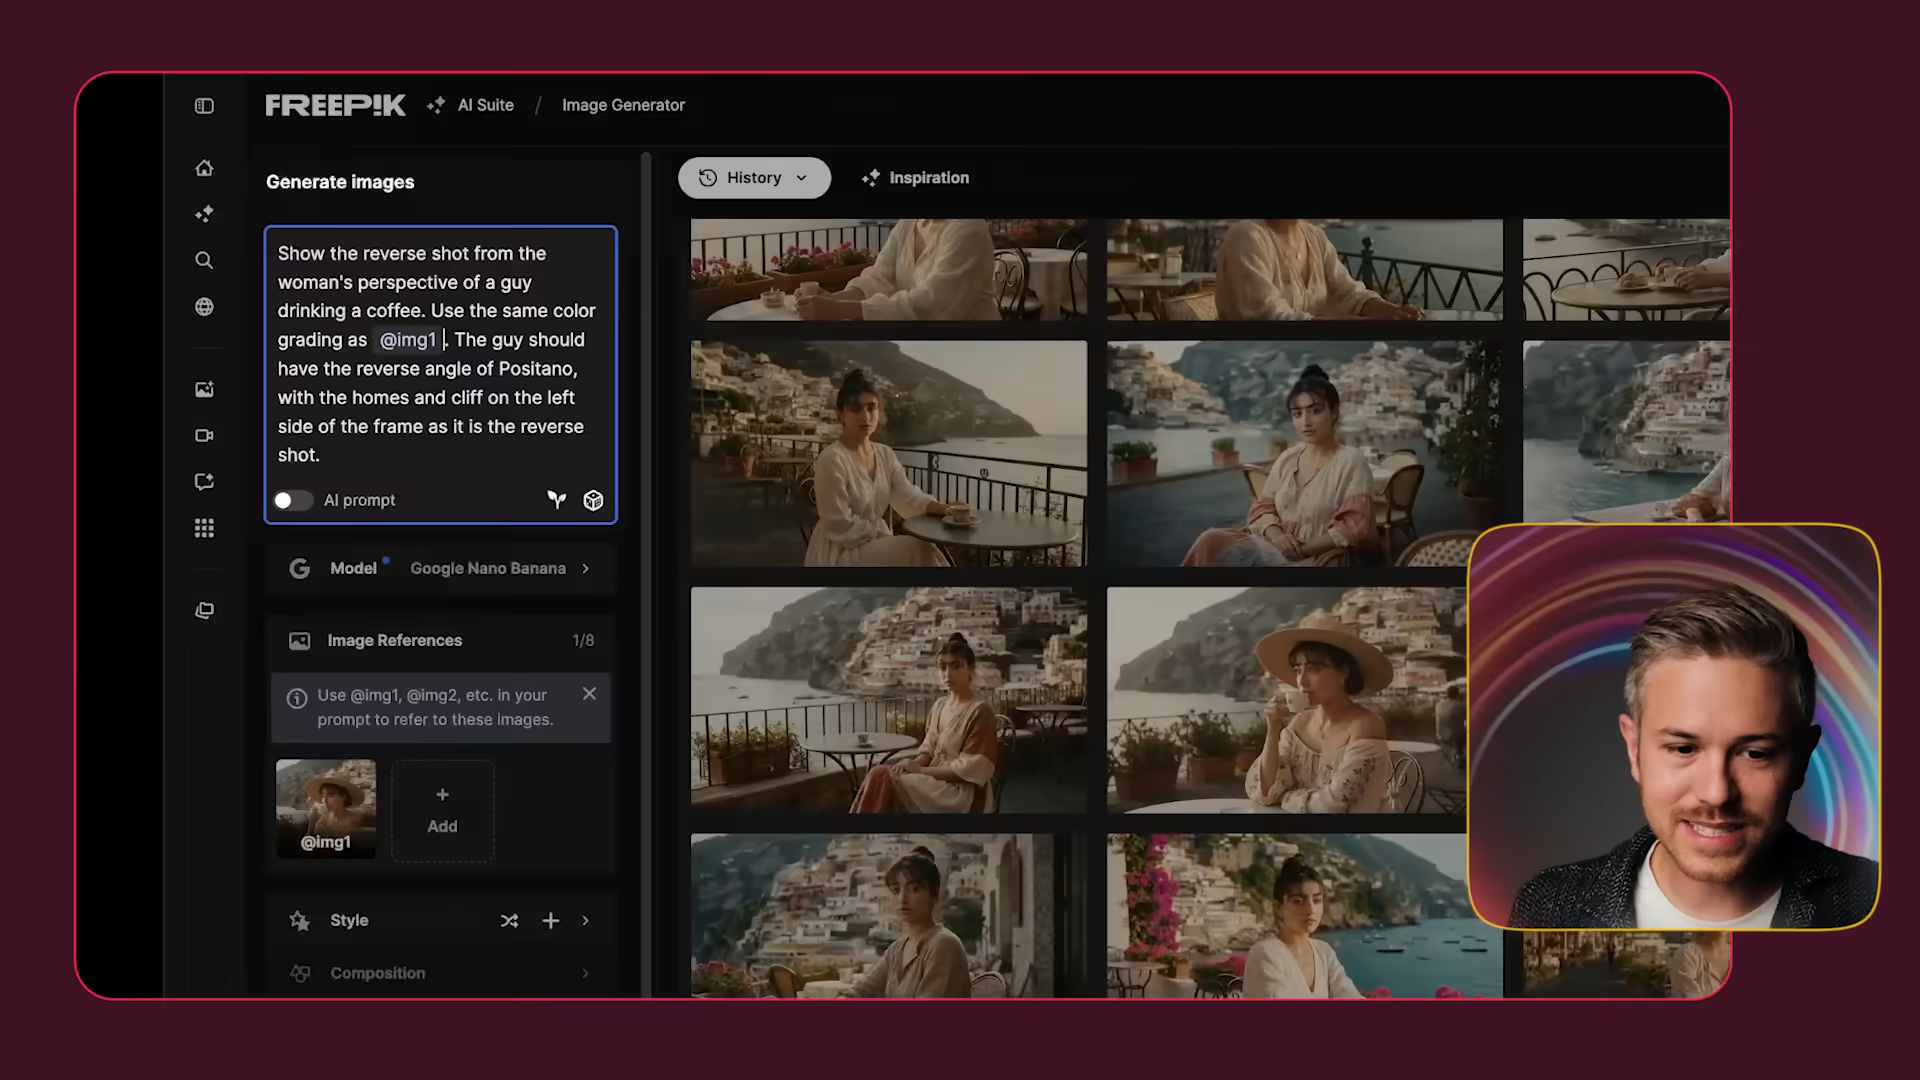 FREEP!K AI Suite / Image Generator
Generate images
History
Inspiration
Show the reverse shot from the
woman's perspective of a guy
drinking a coffee. Use the same color
grading as @img1 . The guy should
have the reverse angle of Positano,
with the homes and cliff on the left
side of the frame as it is the reverse
shot.
AI prompt
Model Google Nano Banana
Image References 1/8
Use @img1, @img2, etc. in your
prompt to refer to these images.
@img1
Add
Style
Composition